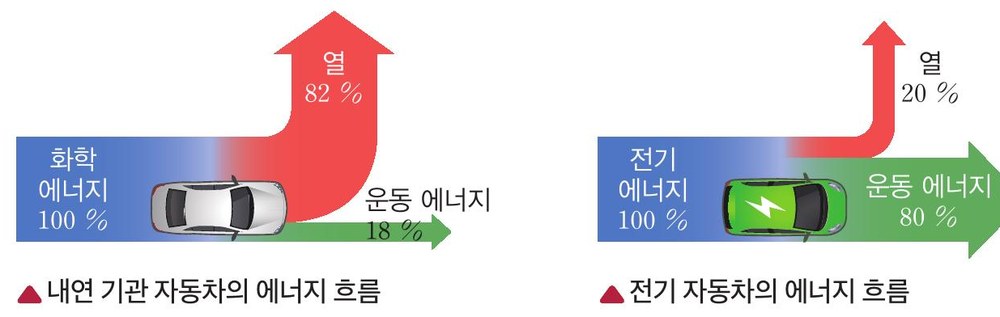 열
82 %
화학
에너지
100 %
운동 에너지
18 %
▲ 내연 기관 자동차의 에너지 흐름
열
20 %
전기
에너지
100 %
운동 에너지
80 %
▲ 전기 자동차의 에너지 흐름